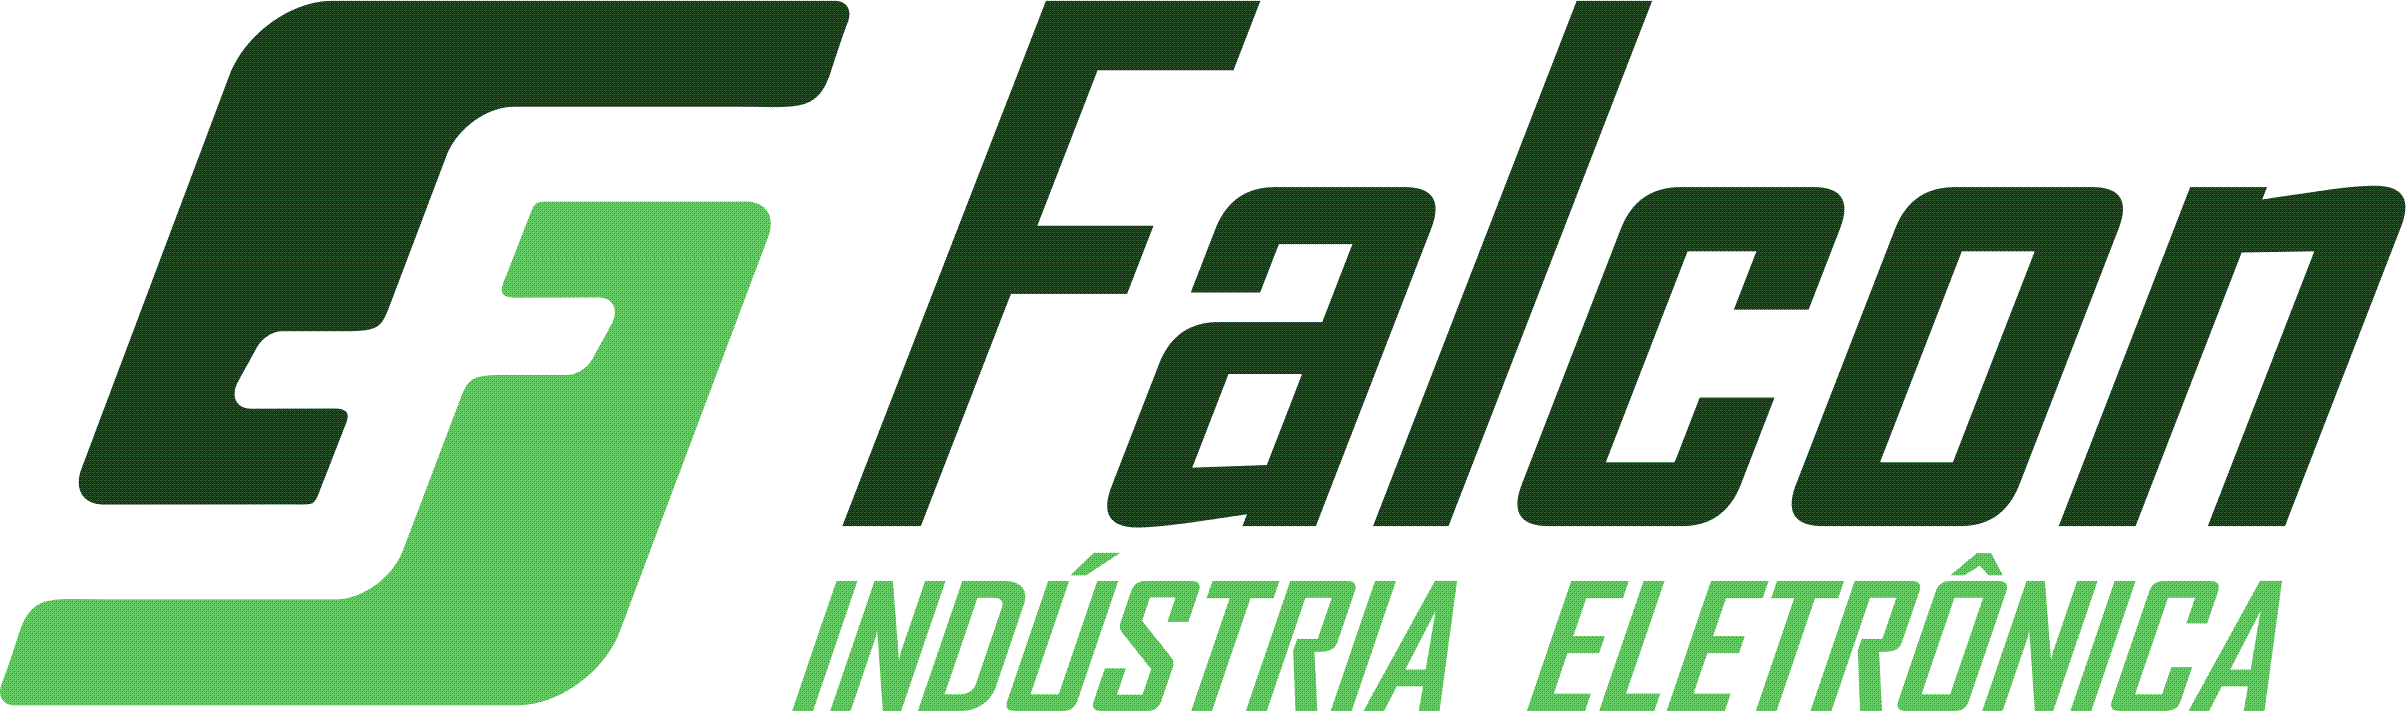 Falcon
INDÚSTRIA ELETRÔNICA